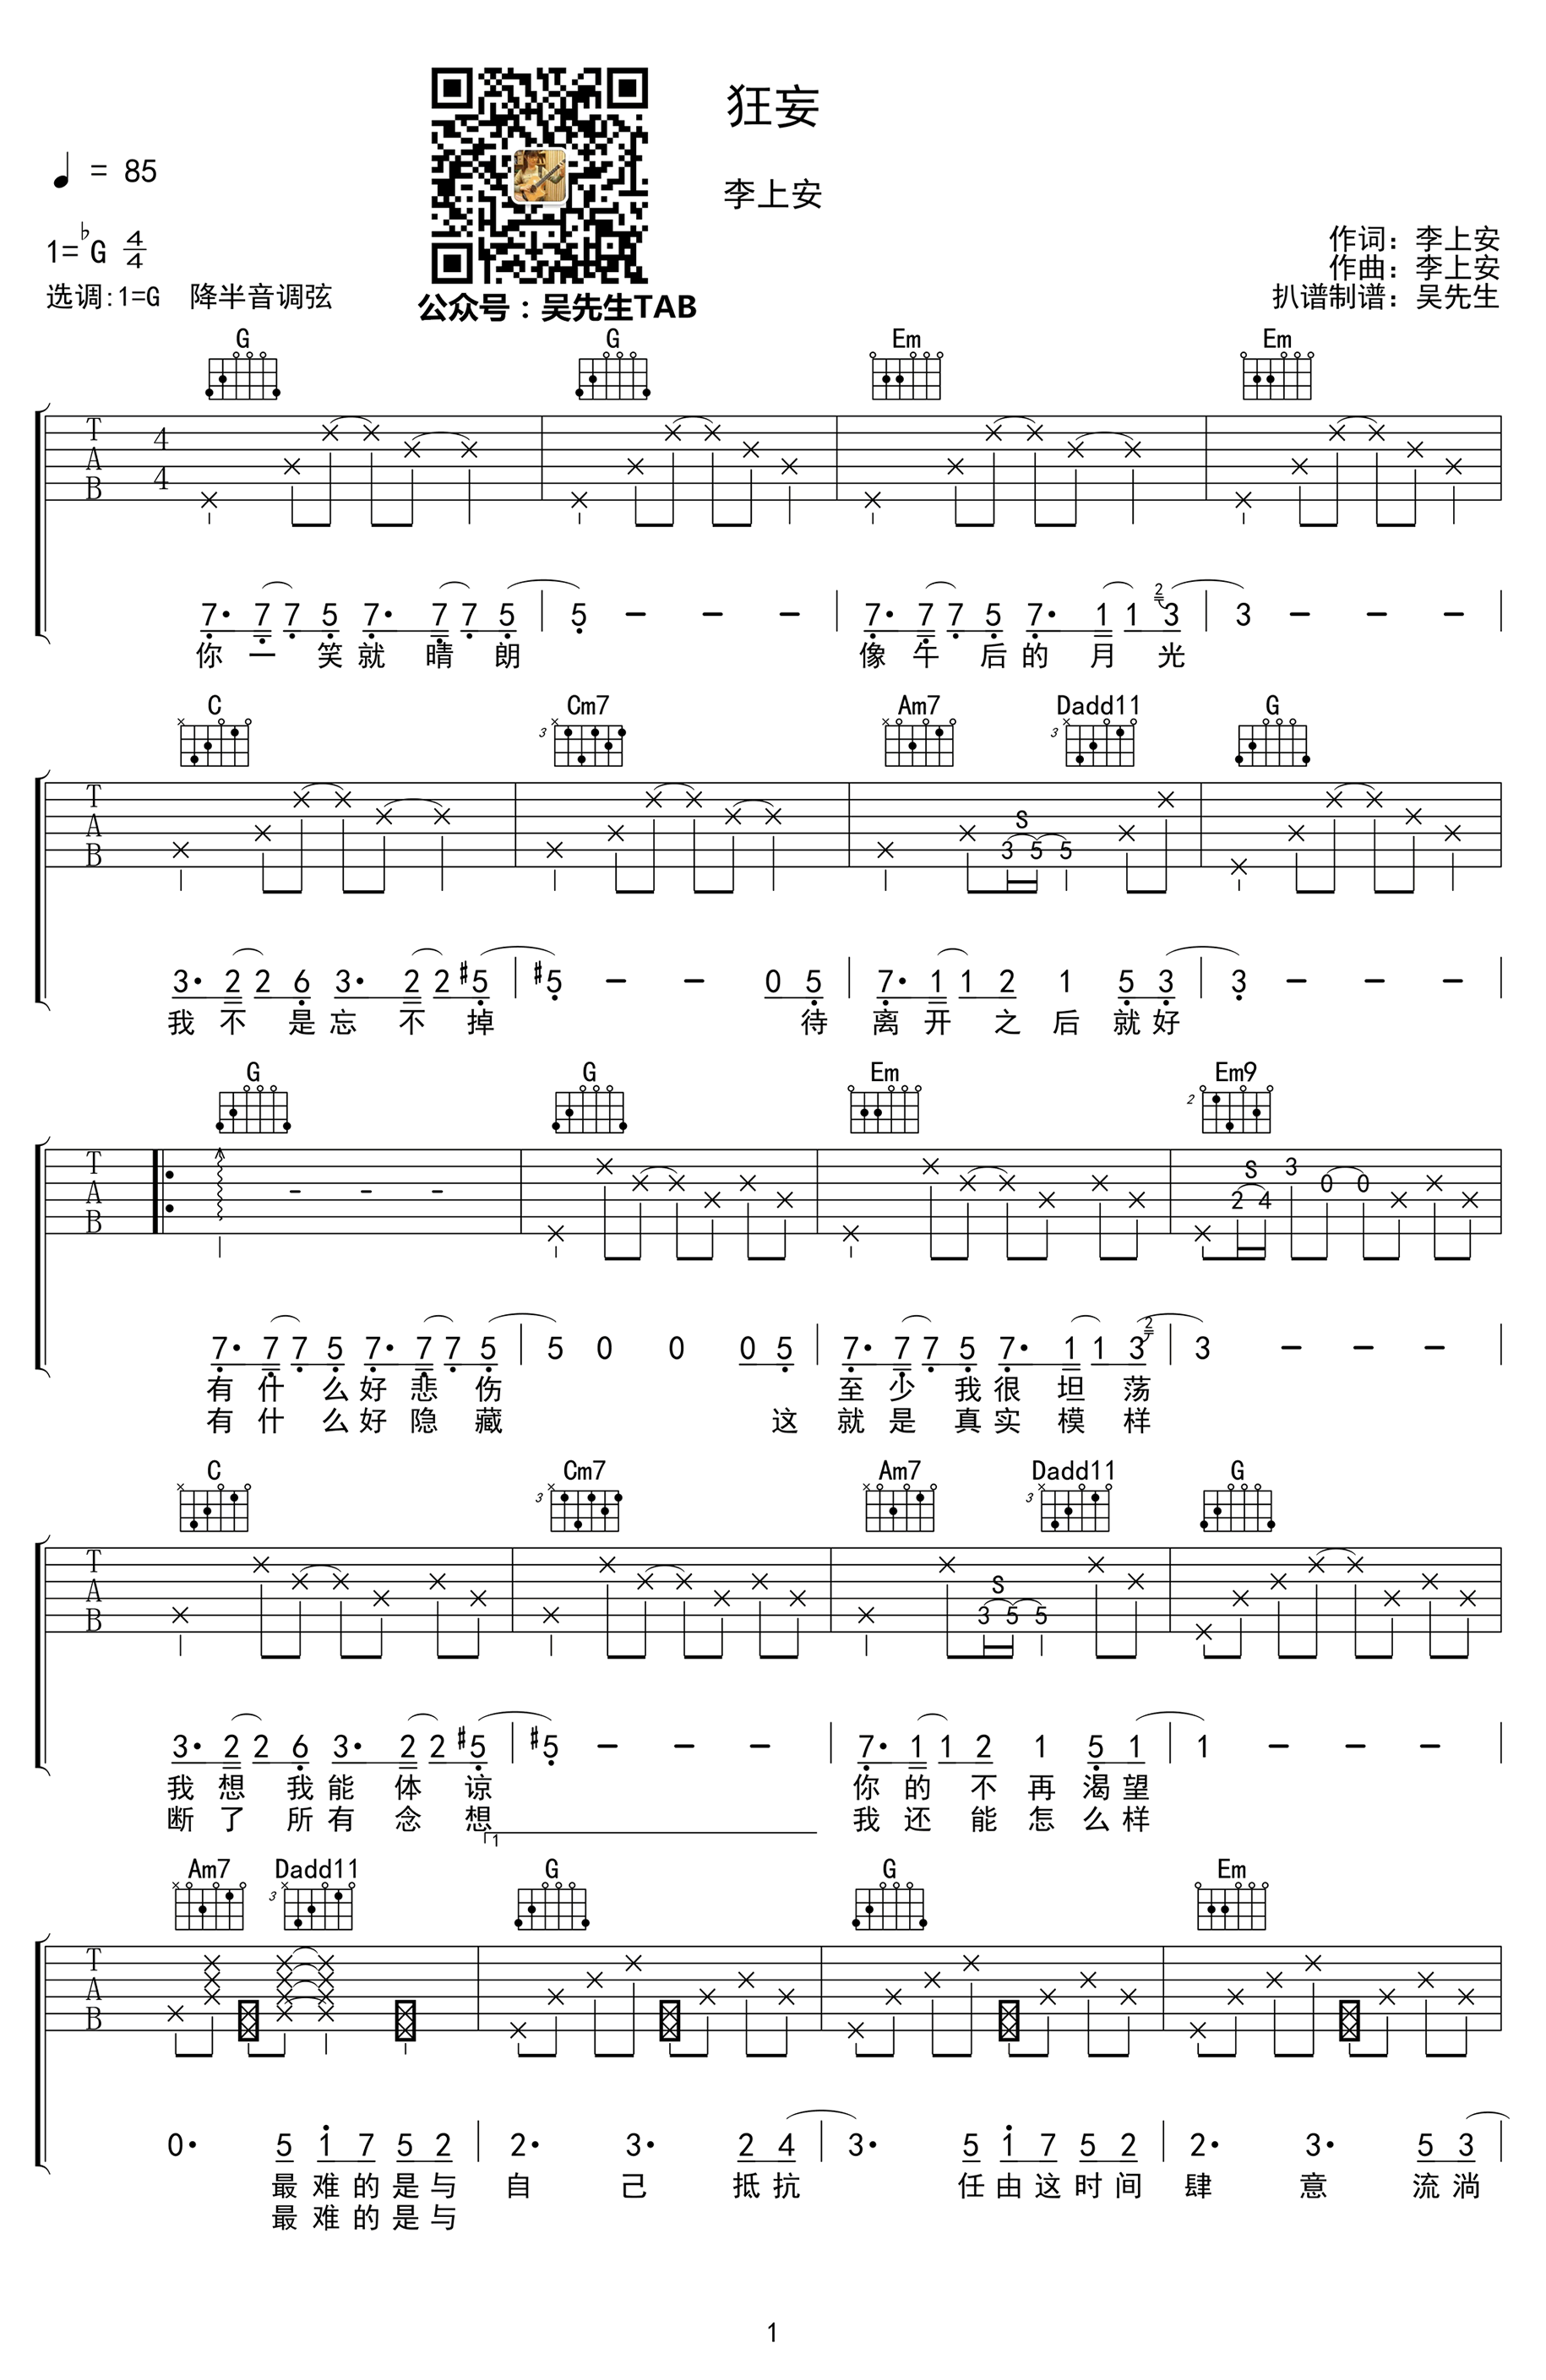 狂妄
李上安
♩ = 85
1=♭G 4/4
选调:1=G 降半音调弦
公众号：吴先生TAB
作词：李上安
作曲：李上安
扒谱制谱：吴先生
G G Em Em
T A B 4 4
7· 7 7 5 7· 7 7 5 | 5 - - - | 7· 7 7 5 7· 1 1 2 3 | 3 - - - |
你 一 笑 就 晴 朗 像 午 后 的 月 光
C Cm7 Am7 Dadd11 G
3 3
T A B
S
3 5 5
3· 2 2 6 3· 2 2 #5 | #5 - - 0 5 | 7· 1 1 2 1 5 3 | 3 - - - |
我 不 是 忘 不 掉 待 离 开 之 后 就 好
G G Em Em9
2
T A B
S 3
2 4 0 0
7· 7 7 5 7· 7 7 5 | 5 0 0 0 5 | 7· 7 7 5 7· 1 1 3 2 | 3 - - - |
有 什 么 好 悲 伤 至 少 我 很 坦 荡
有 什 么 好 隐 藏 这 就 是 真 实 模 样
C Cm7 Am7 Dadd11 G
3 3
T A B
S
3 5 5
3· 2 2 6 3· 2 2 #5 | #5 - - - | 7· 1 1 2 1 5 1 | 1 - - - |
我 想 我 能 体 谅 你 的 不 再 渴 望
断 了 所 有 念 想 我 还 能 怎 么 样
1
Am7 Dadd11 G G Em
3
T A B
0· 5 1 7 5 2 | 2· 3· 2 4 | 3· 5 1 7 5 2 | 2· 3· 5 3 |
最 难 的 是 与 自 己 抵 抗 任 由 这 时 间 肆 意 流 淌
最 难 的 是 与
1